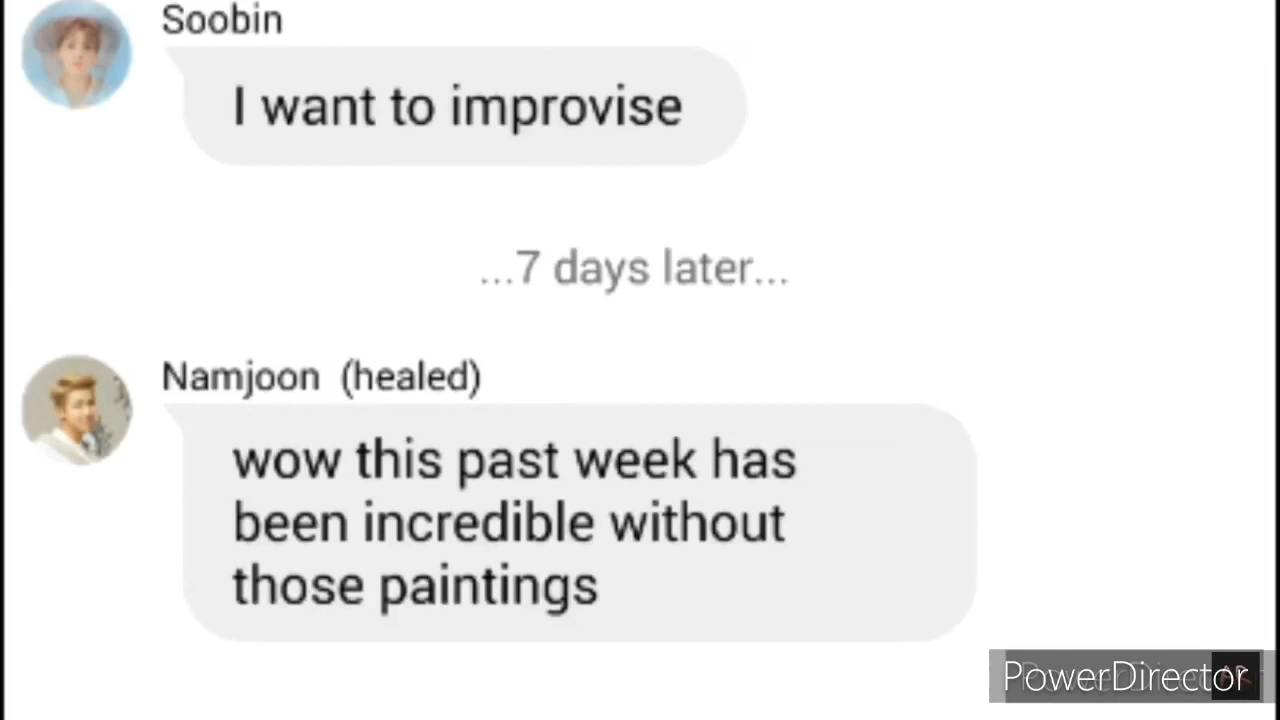 Soobin
I want to improvise
...7 days later...
Namjoon (healed)
wow this past week has
been incredible without
those paintings
PowerDirector